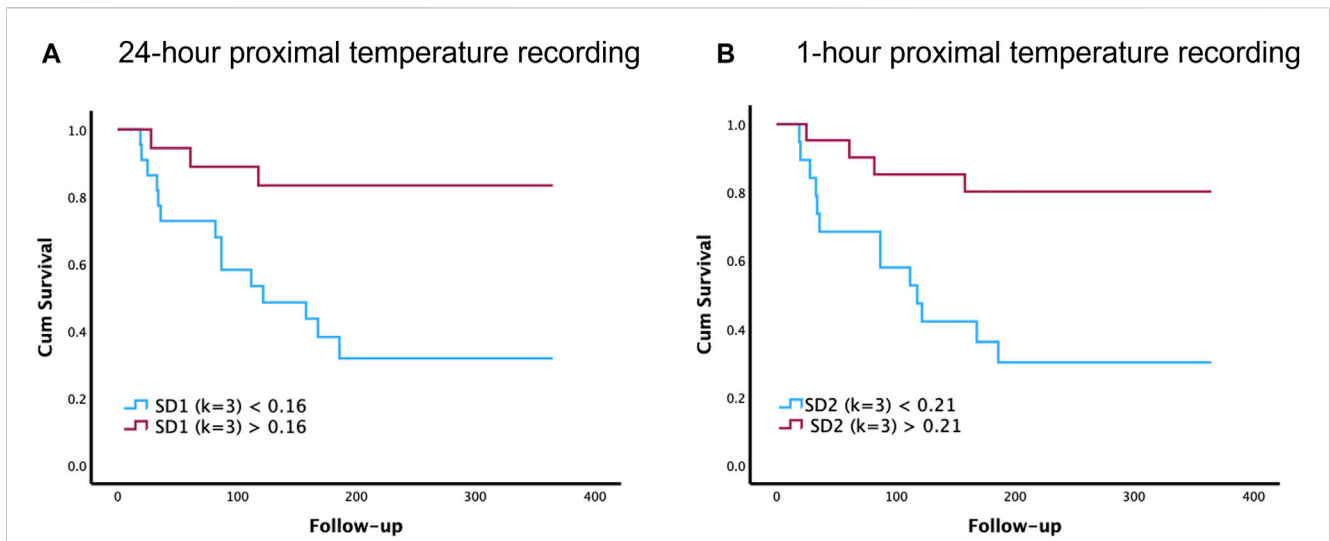 A 24-hour proximal temperature recording
1.0
0.8
0.6
0.4
0.2
0.0
Cum Survival
SD1 (k=3) < 0.16
SD1 (k=3) > 0.16
0 100 200 300 400
Follow-up
B 1-hour proximal temperature recording
1.0
0.8
0.6
0.4
0.2
0.0
Cum Survival
SD2 (k=3) < 0.21
SD2 (k=3) > 0.21
0 100 200 300 400
Follow-up